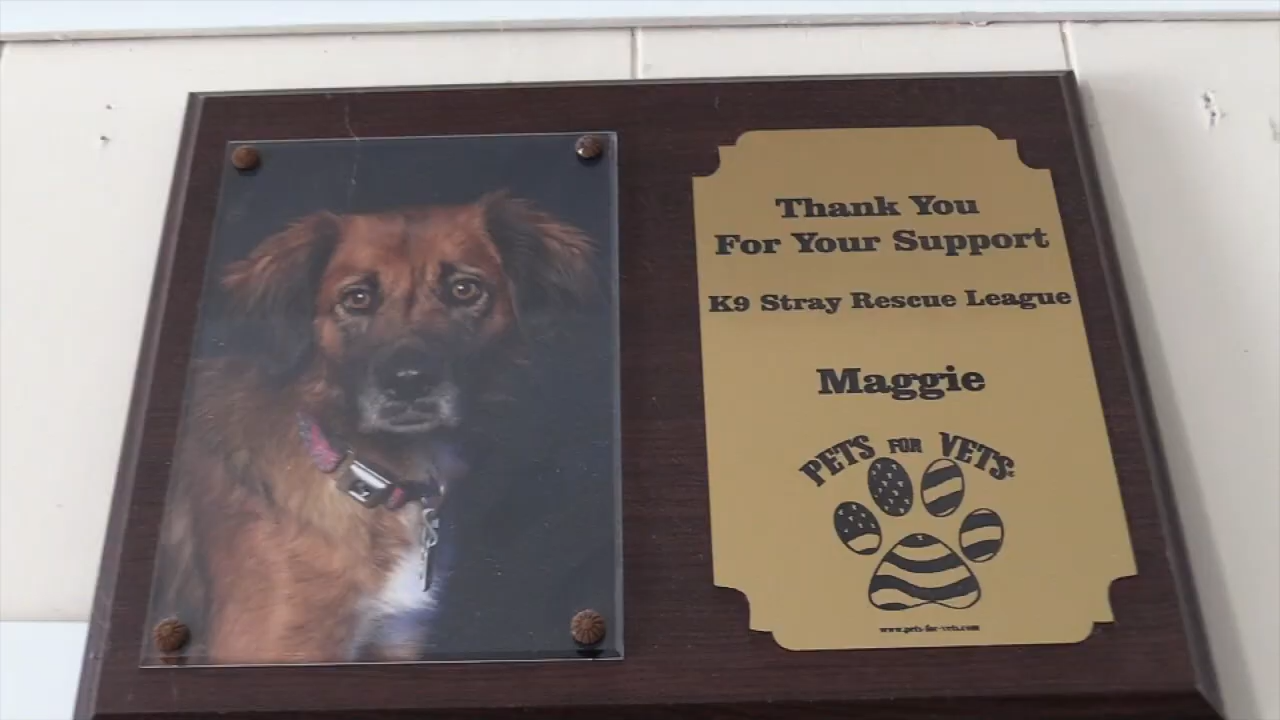 Thank You
For Your Support
K9 Stray Rescue League
Maggie
PETS FOR VETS
www.pets-for-vets.com